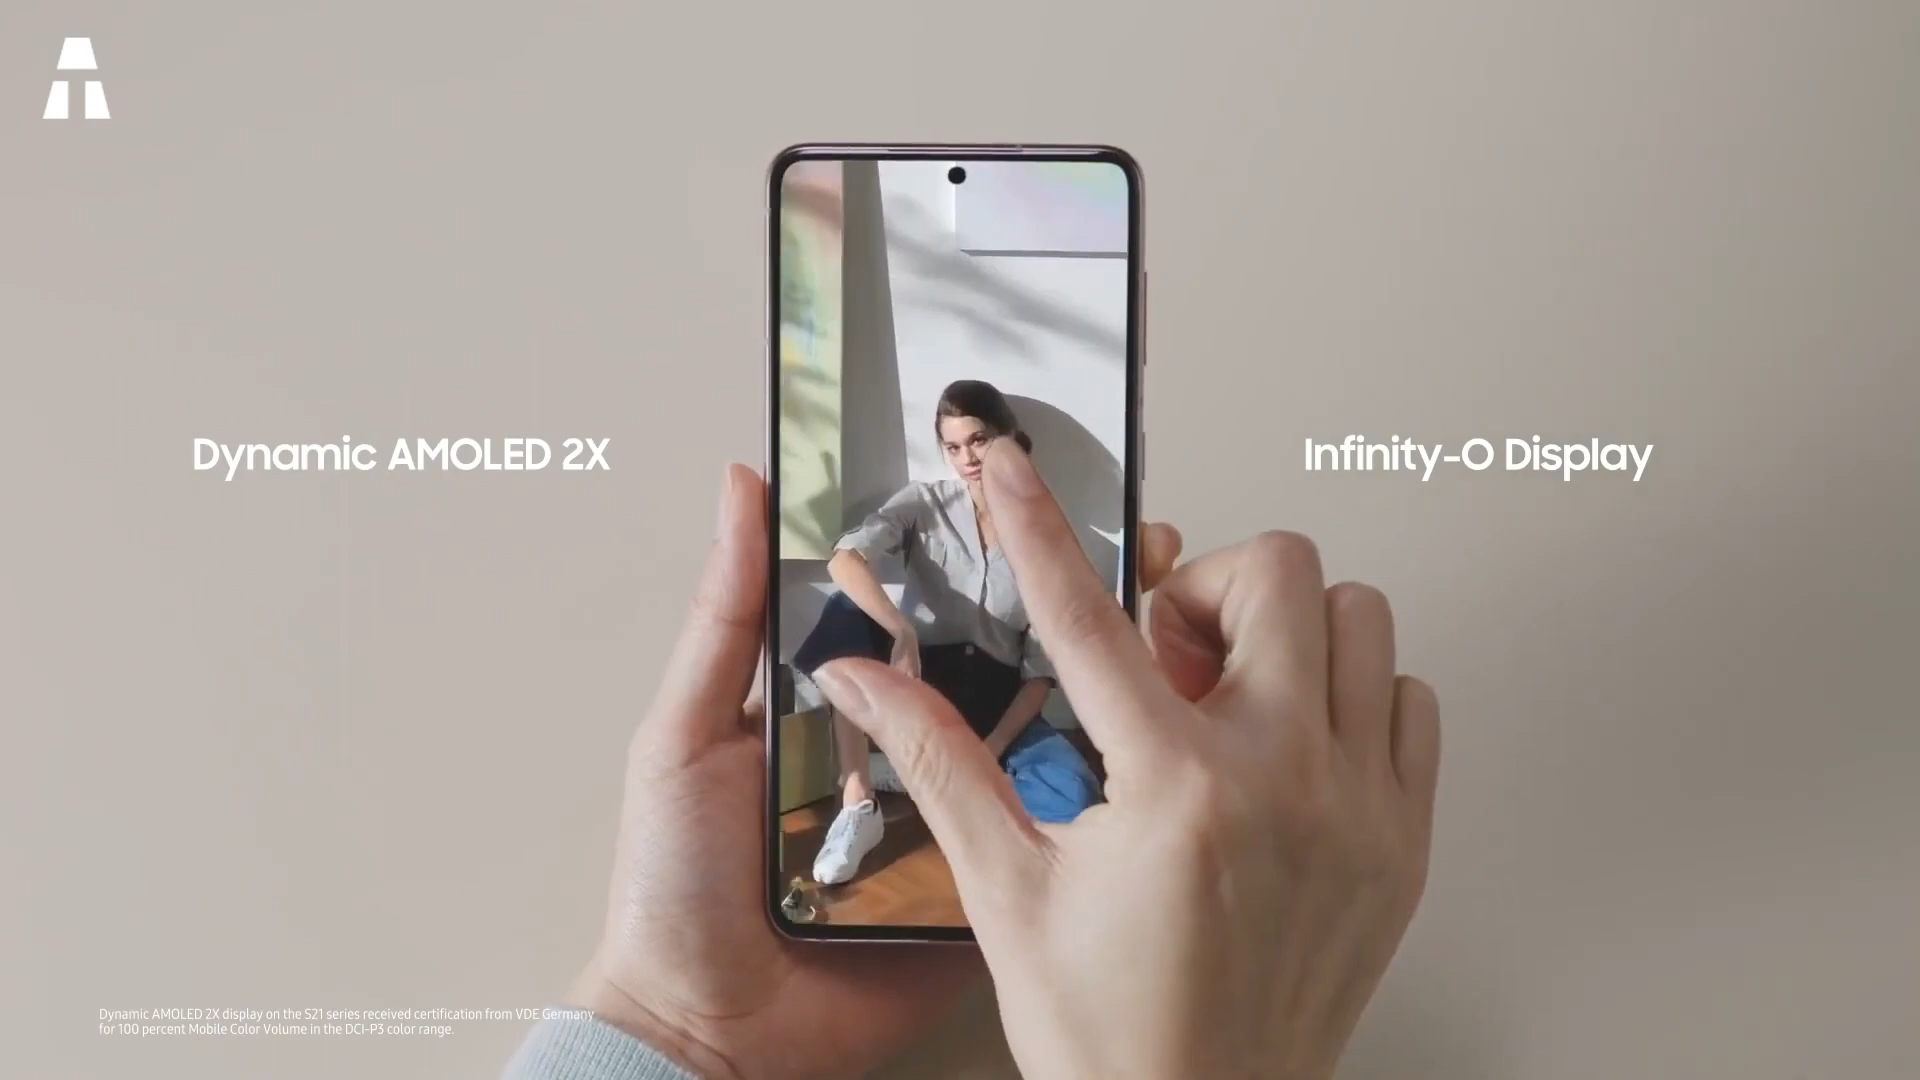 Dynamic AMOLED 2X
Infinity-O Display
Dynamic AMOLED 2X display on the S21 series received certification from VDE Germany
for 100 percent Mobile Color Volume in the DCI-P3 color range.